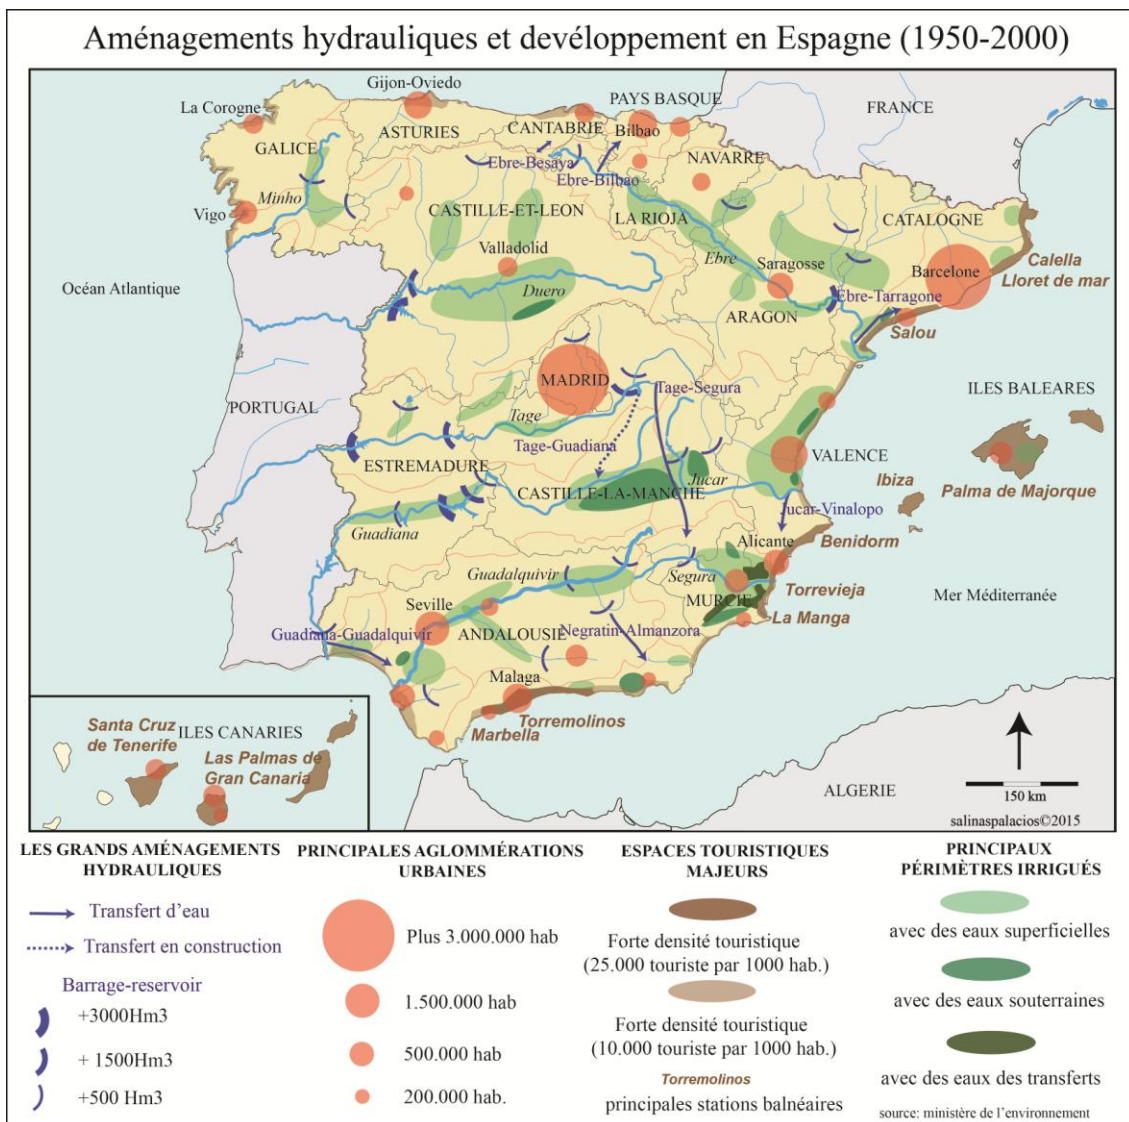 Aménagements hydrauliques et devéloppement en Espagne (1950-2000)
Gijon-Oviedo
La Corogne
PAYS BASQUE
FRANCE
ASTURIES
CANTABRIE
Bilbao
GALICE
Ebre-Besaya
NAVARRE
Ebre-Bilbao
Minho
Vigo
CASTILLE-ET-LEON
LA RIOJA
CATALOGNE
Valladolid
Ebre
Saragosse
Barcelone
Calella
Lloret de mar
Océan Atlantique
Duero
Ebre-Tarragone
ARAGON
Salou
MADRID
Tage-Segura
ILES BALEARES
PORTUGAL
Tage
Tage-Guadiana
VALENCE
ESTREMADURE
Jucar
Ibiza
Palma de Majorque
CASTILLE-LA-MANCHE
Jucar-Vinalopo
Guadiana
Alicante
Benidorm
Guadalquivir
Segura
Torrevieja
Mer Méditerranée
Seville
MURCIE
La Manga
Guadiana-Guadalquivir
ANDALOUSIE
Negratin-Almanzora
Malaga
Torremolinos
Marbella
Santa Cruz
de Tenerife
ILES CANARIES
Las Palmas de
Gran Canaria
ALGERIE
150 km
salinaspalacios©2015
LES GRANDS AMÉNAGEMENTS
HYDRAULIQUES
Transfert d'eau
Transfert en construction
Barrage-reservoir
+3000Hm3
+ 1500Hm3
+500 Hm3
PRINCIPALES AGLOMMÉRATIONS
URBAINES
Plus 3.000.000 hab
1.500.000 hab
500.000 hab
200.000 hab.
ESPACES TOURISTIQUES
MAJEURS
Forte densité touristique
(25.000 touriste par 1000 hab.)
Forte densité touristique
(10.000 touriste par 1000 hab.)
Torremolinos
principales stations balnéaires
PRINCIPAUX
PÉRIMÈTRES IRRIGUÉS
avec des eaux superficielles
avec des eaux souterraines
avec des eaux des transferts
source: ministère de l'environnement